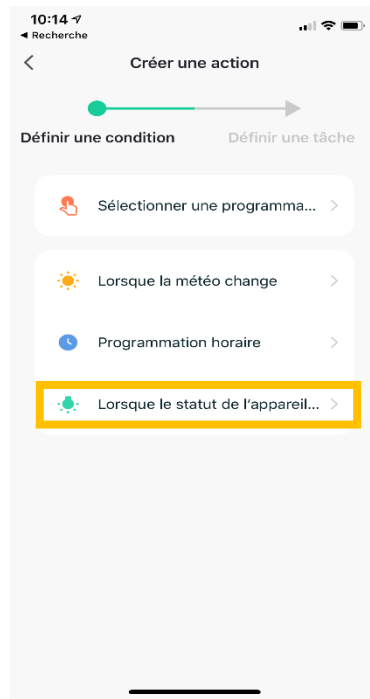 10:14
◀ Recherche
Créer une action
Définir une condition
Définir une tâche
Sélectionner une programma...
Lorsque la météo change
Programmation horaire
Lorsque le statut de l'appareil...